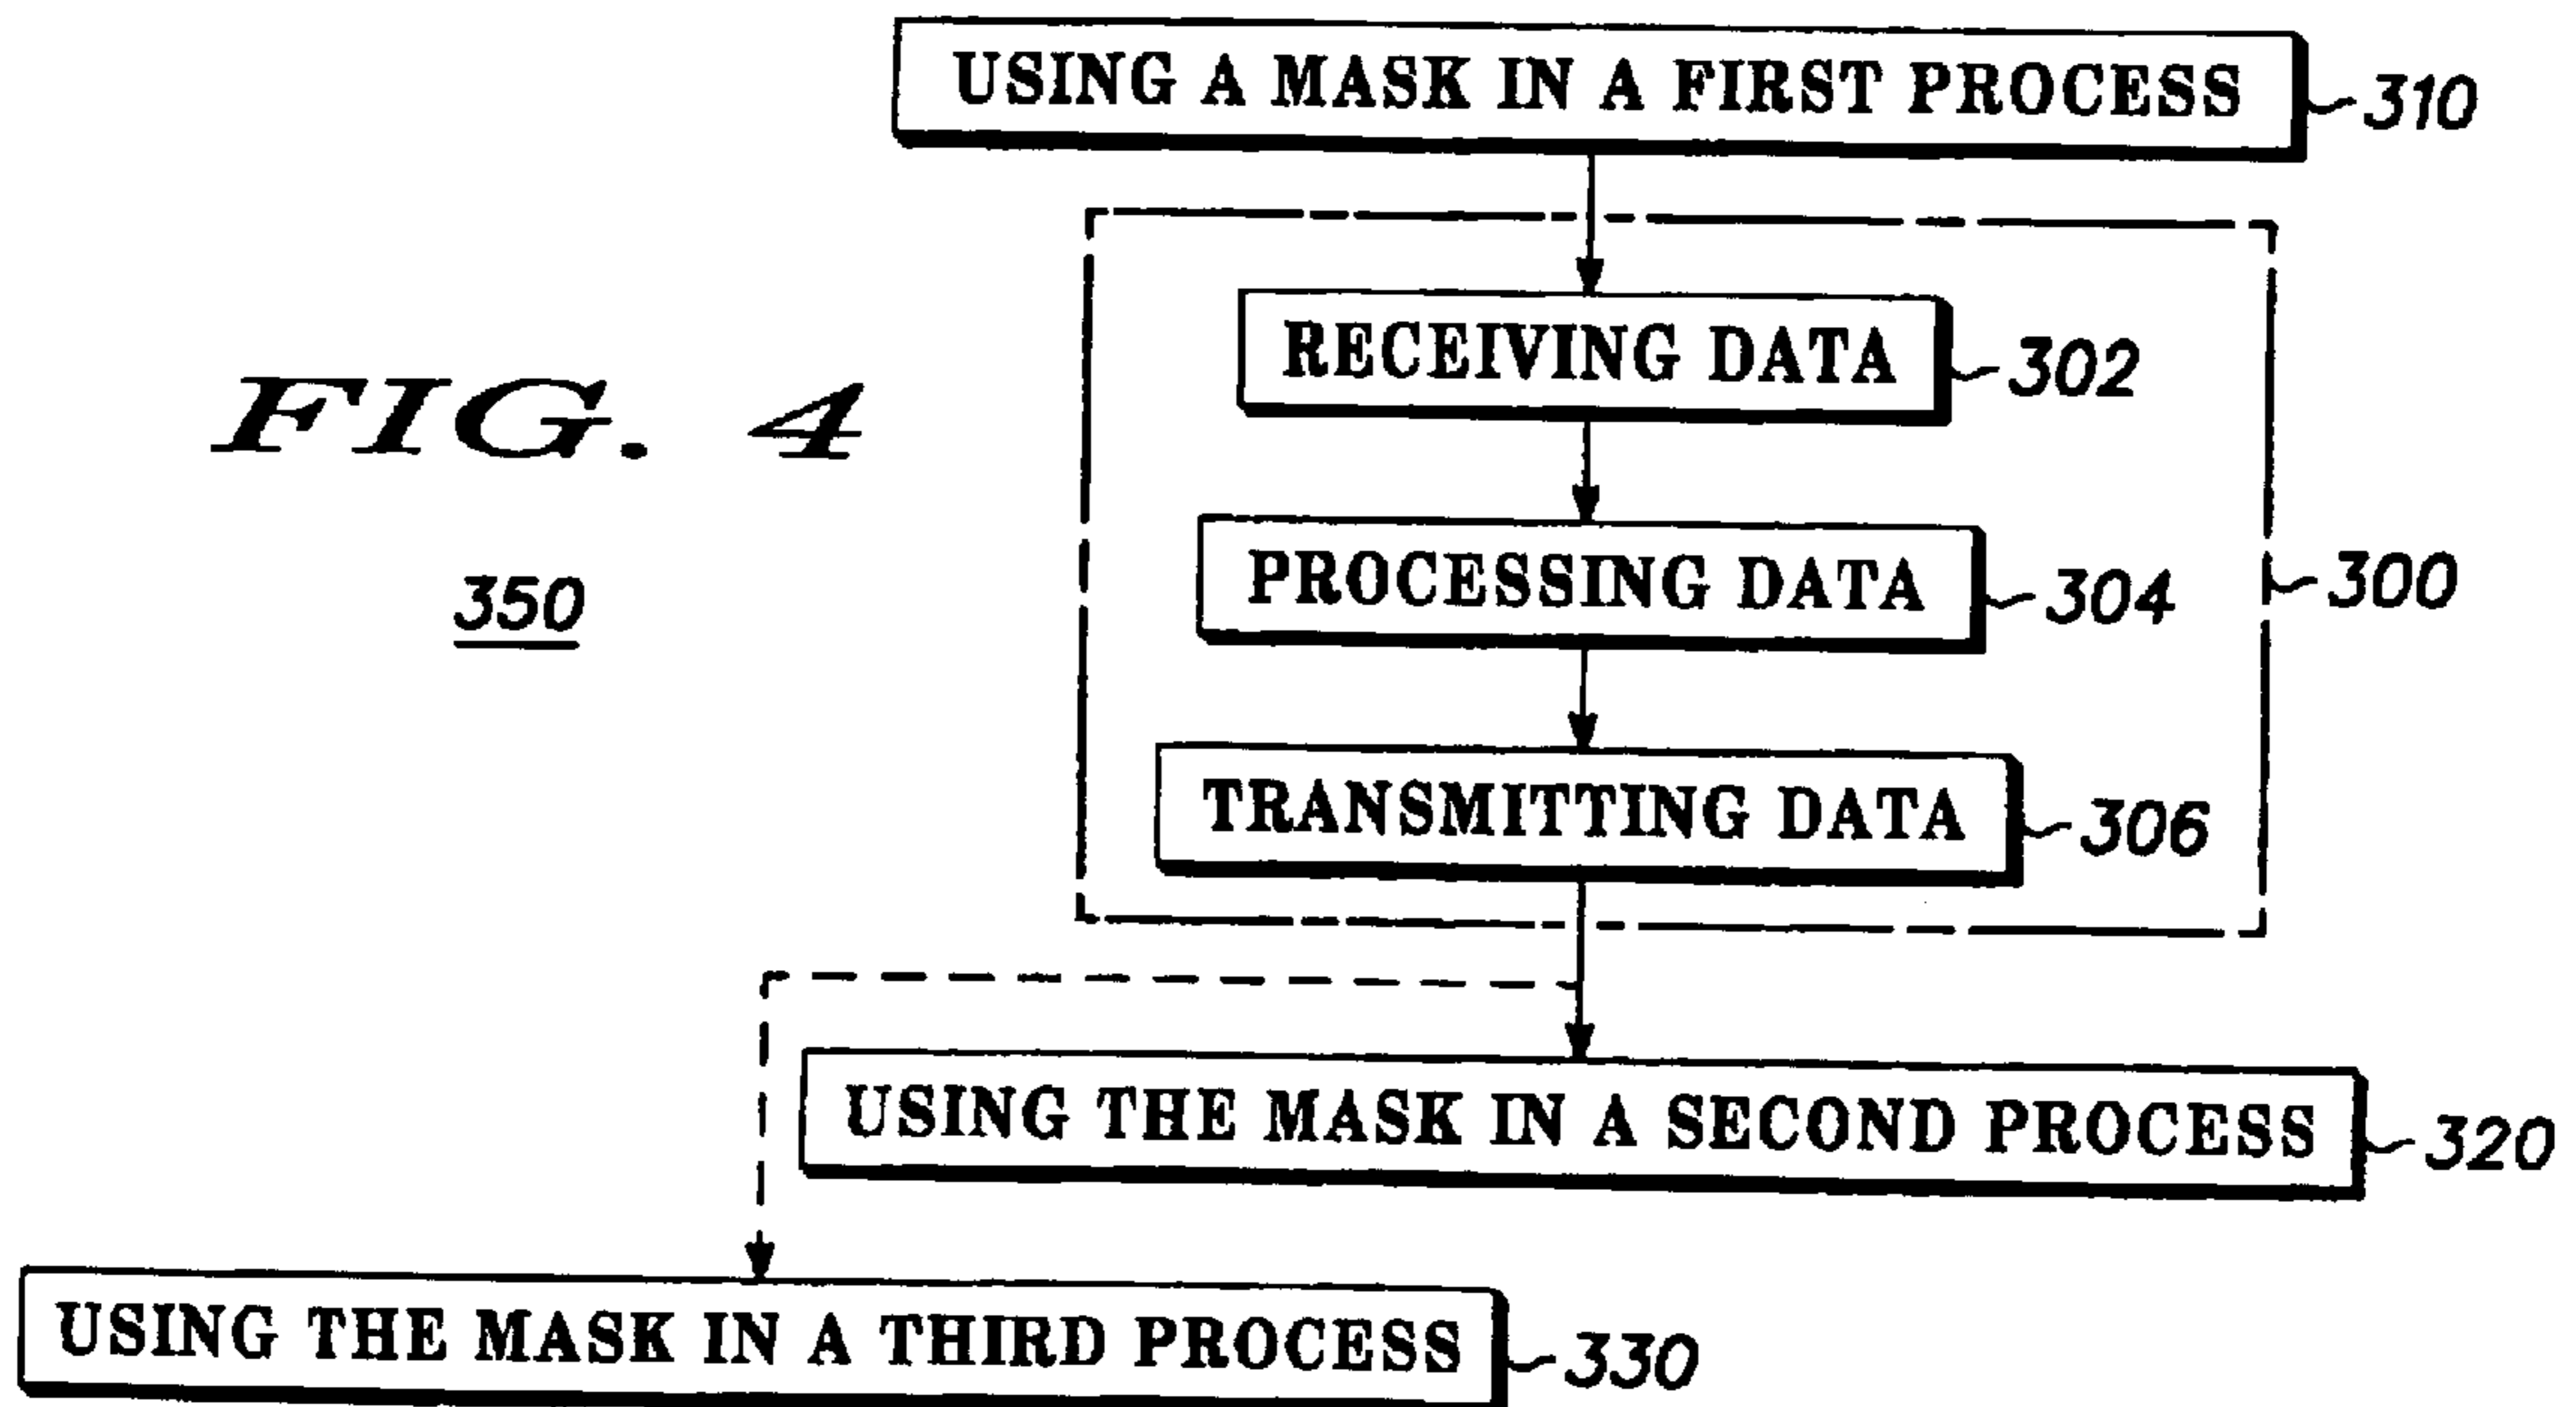 USING A MASK IN A FIRST PROCESS
310
RECEIVING DATA
302
FIG. 4
PROCESSING DATA
304
300
350
TRANSMITTING DATA
306
USING THE MASK IN A SECOND PROCESS
320
USING THE MASK IN A THIRD PROCESS
330